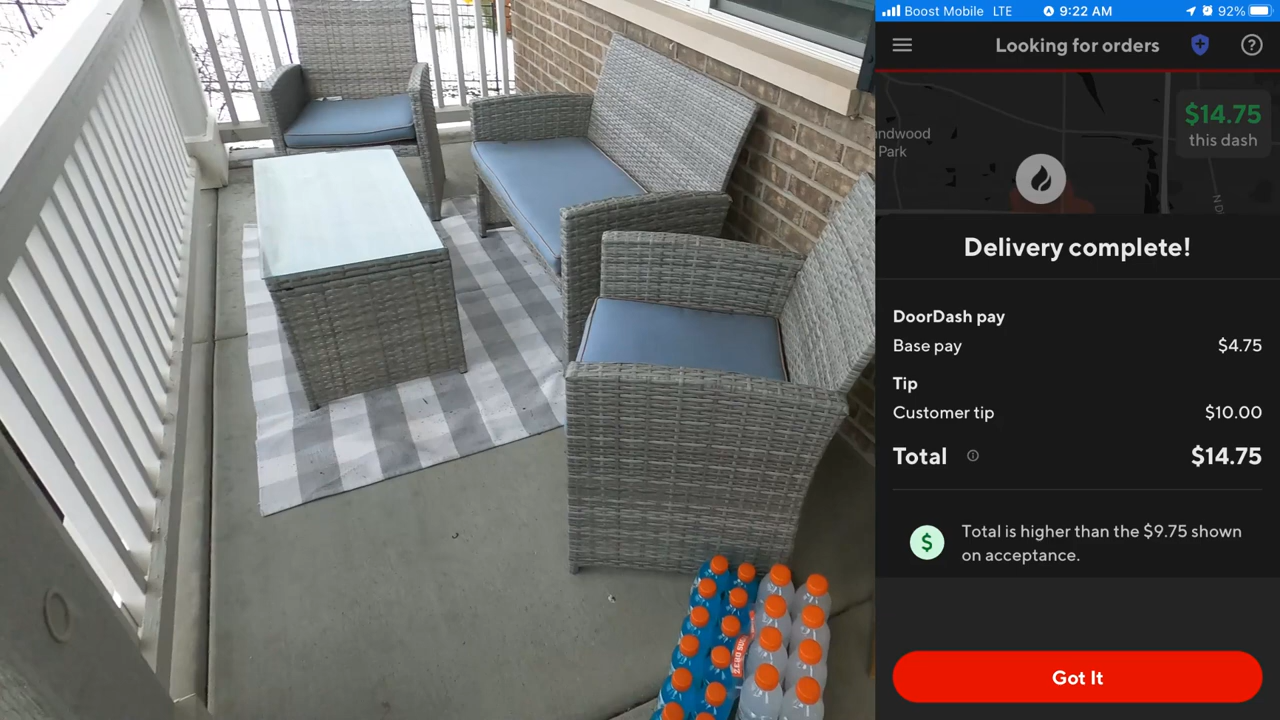 Boost Mobile LTE 9:22 AM 92%
Looking for orders
ndwood
Park
$14.75
this dash
Delivery complete!
DoorDash pay
Base pay $4.75
Tip
Customer tip $10.00
Total $14.75
$ Total is higher than the $9.75 shown
on acceptance.
Got It
ZERO